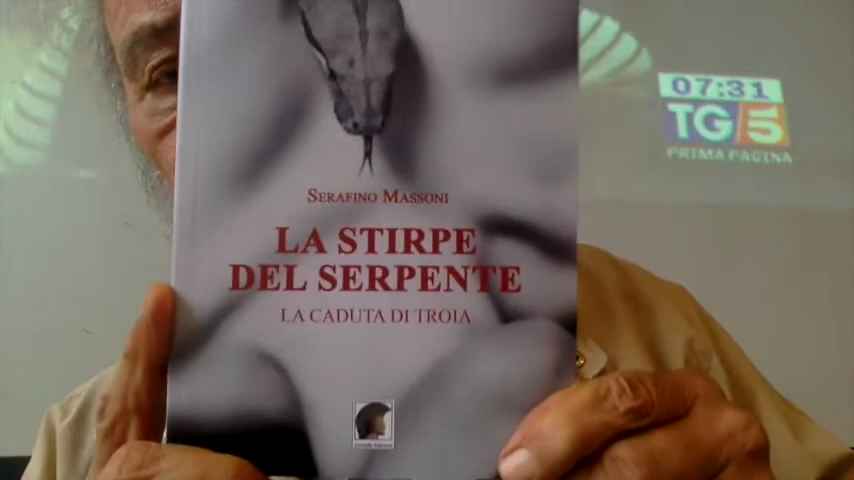 07:31
TG5
PRIMA PAGINA
SERAFINO MASSONI
LA STIRPE
DEL SERPENTE
LA CADUTA DI TROIA